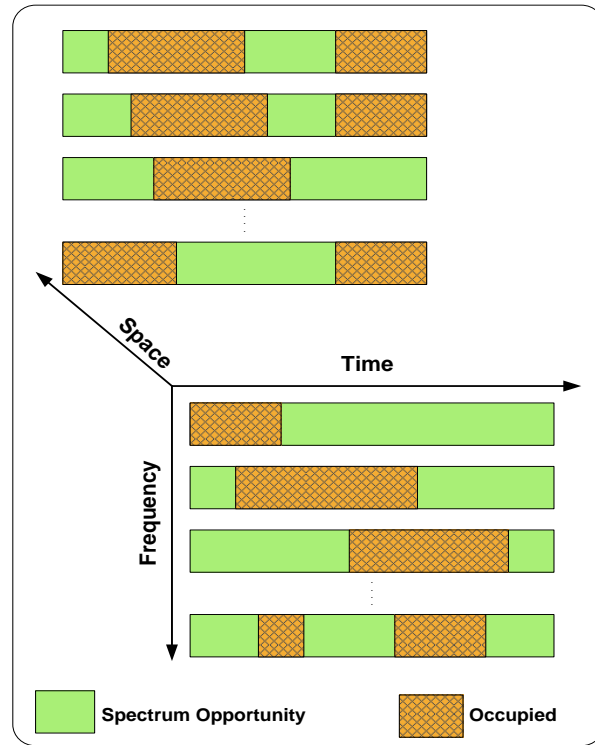 Space
Time
Frequency
Spectrum Opportunity
Occupied